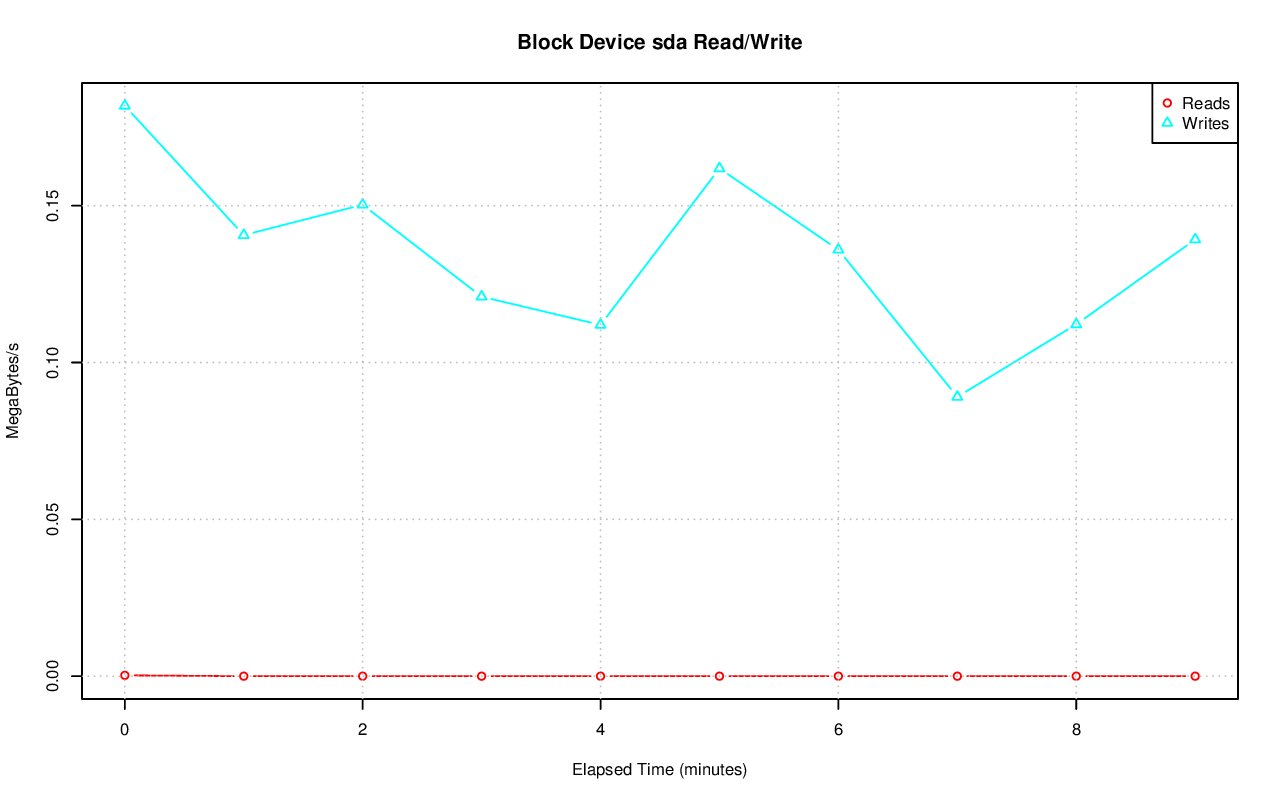 Block Device sda Read/Write
Reads
Writes
MegaBytes/s
0.15
0.10
0.05
0.00
0 2 4 6 8
Elapsed Time (minutes)